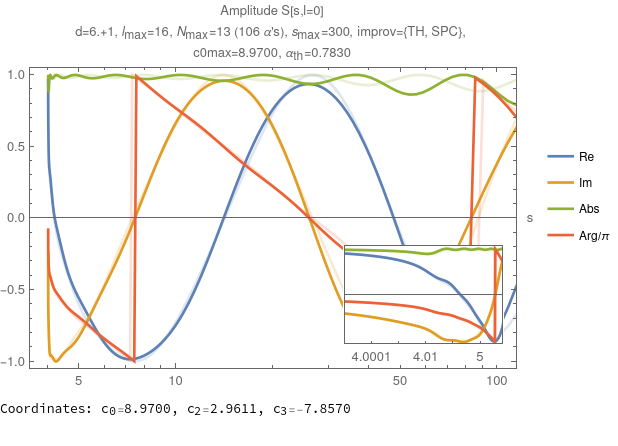 Amplitude S[s,l=0]
d=6.+1, lmax=16, Nmax=13 (106 α's), smax=300, improv={TH, SPC},
c0max=8.9700, αth=0.7830
1.0
0.5
0.0
-0.5
-1.0
5
10
50
100
s
4.0001
4.01
5
Re
Im
Abs
Arg/π
Coordinates: c0=8.9700, c2=2.9611, c3=-7.8570